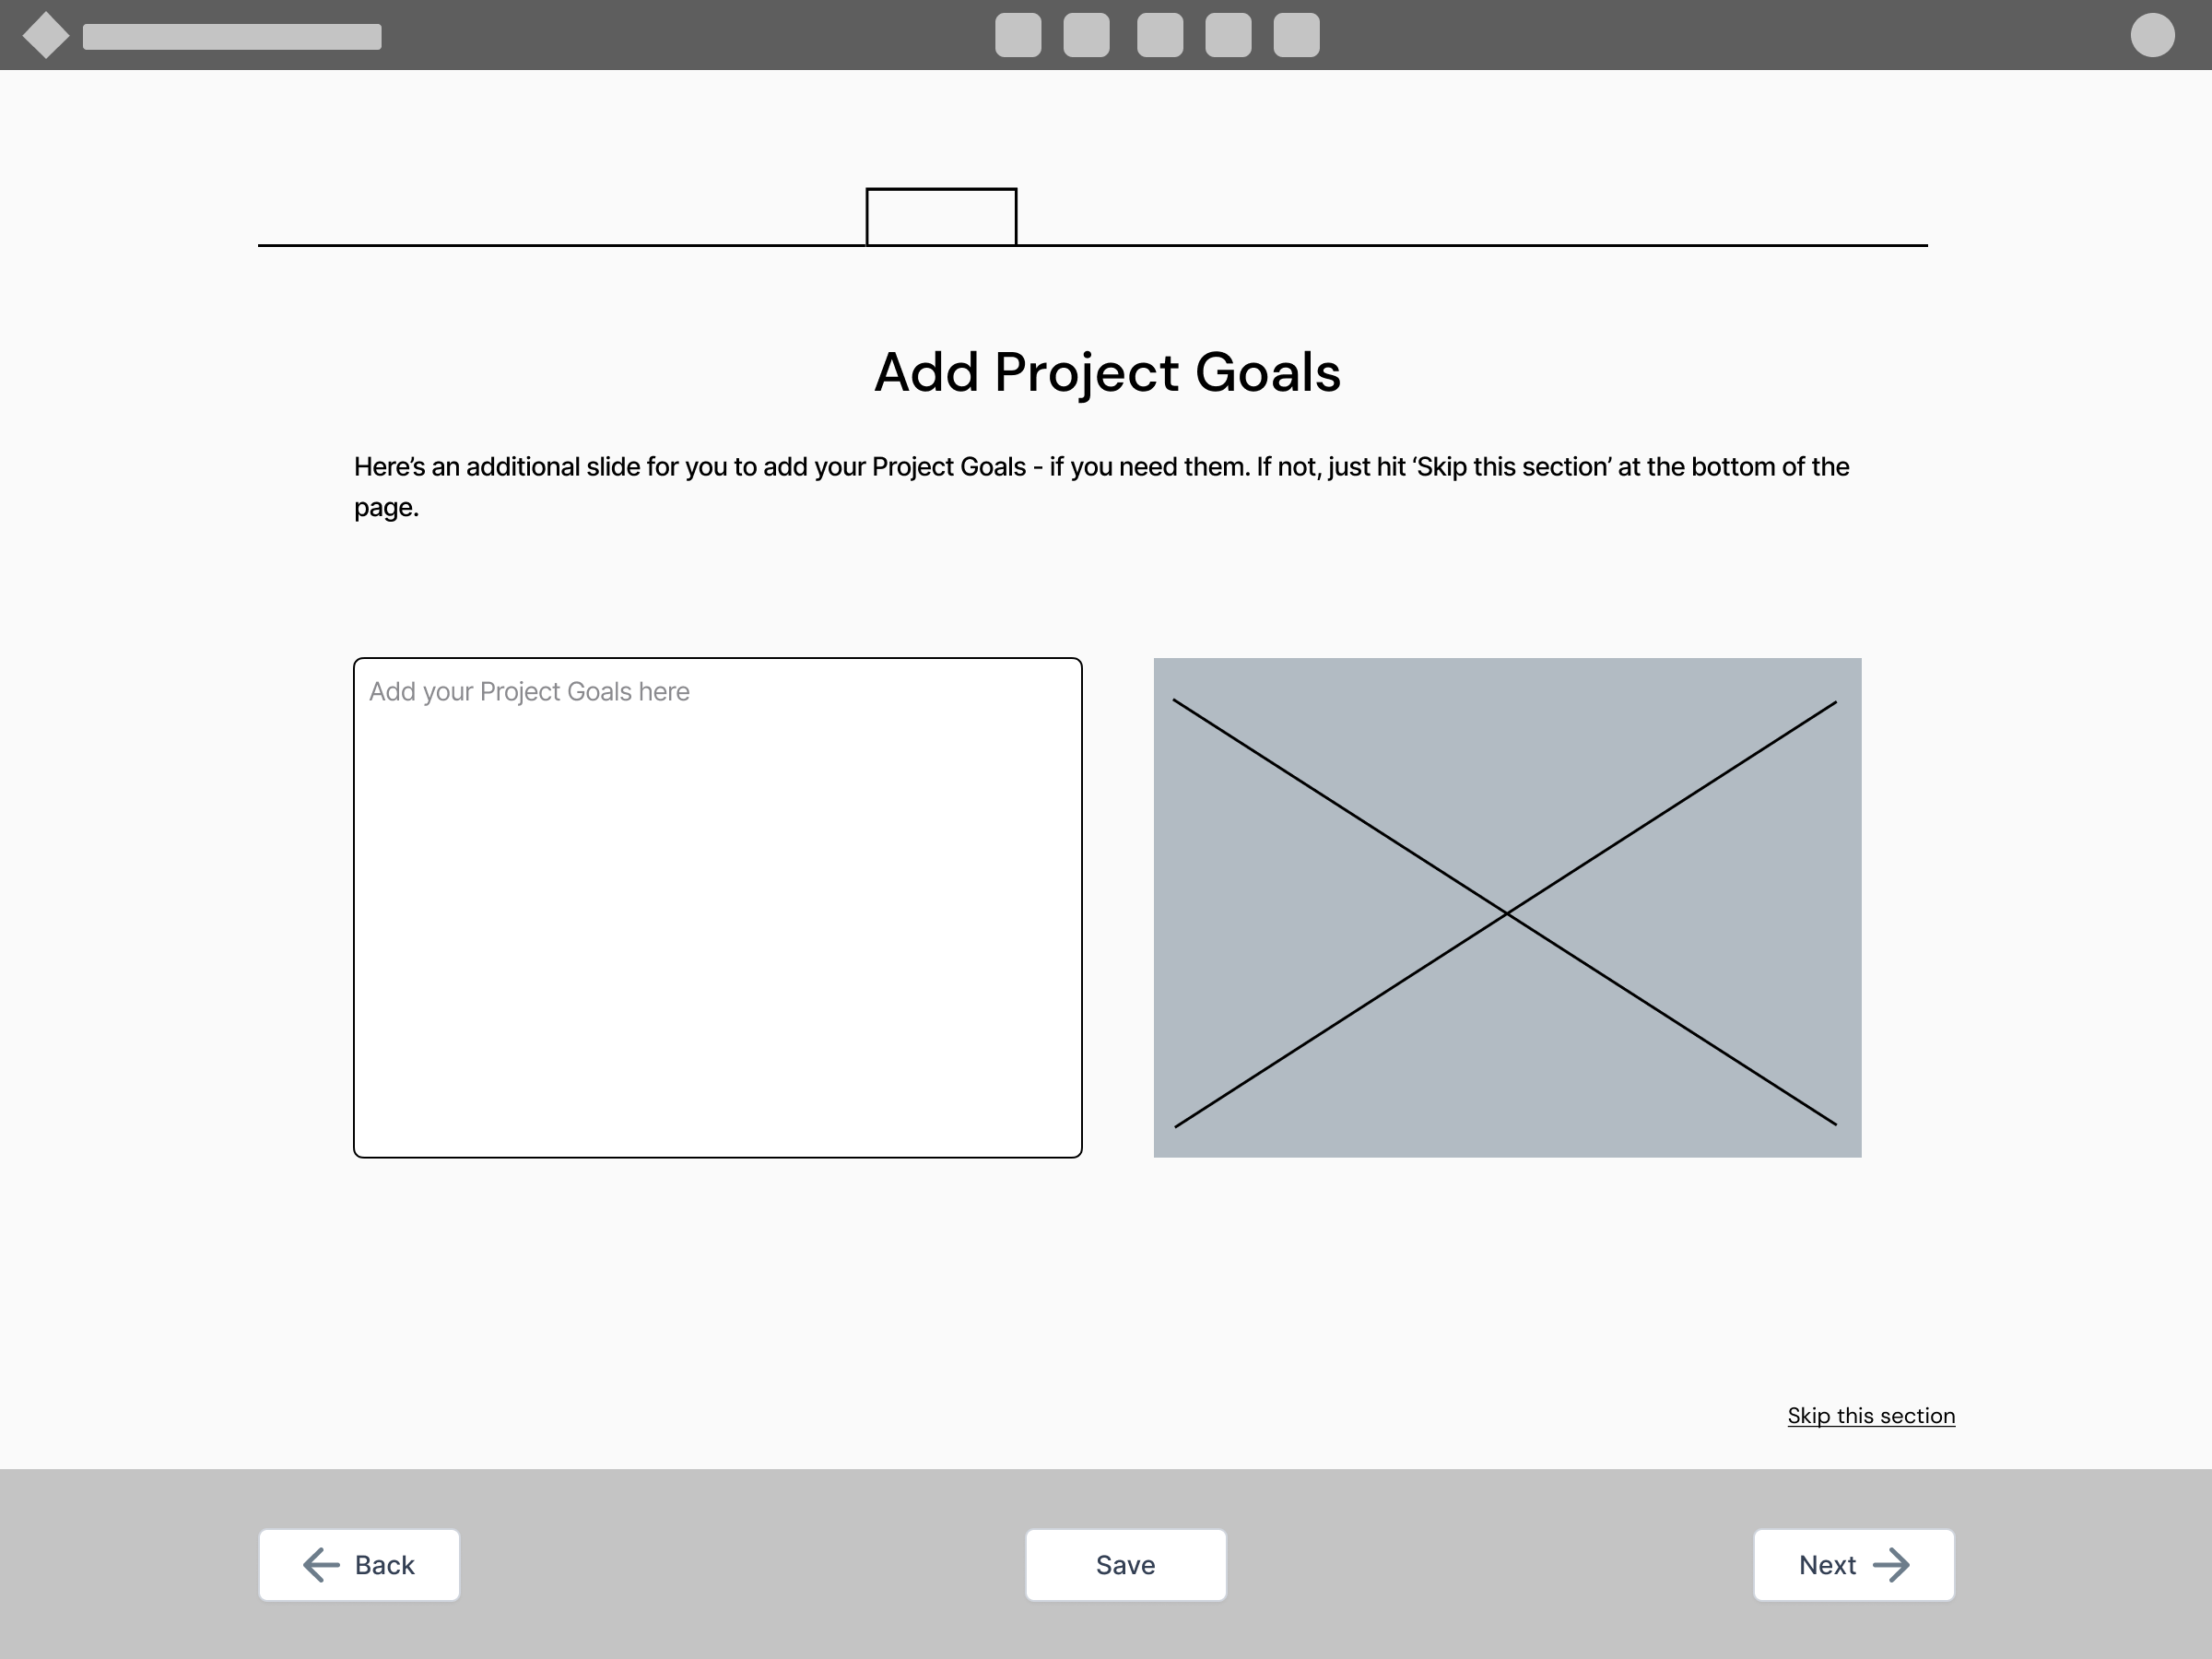 Add Project Goals
Here’s an additional slide for you to add your Project Goals - if you need them. If not, just hit ‘Skip this section’ at the bottom of the
page.
Add your Project Goals here
Skip this section
Back
Save
Next